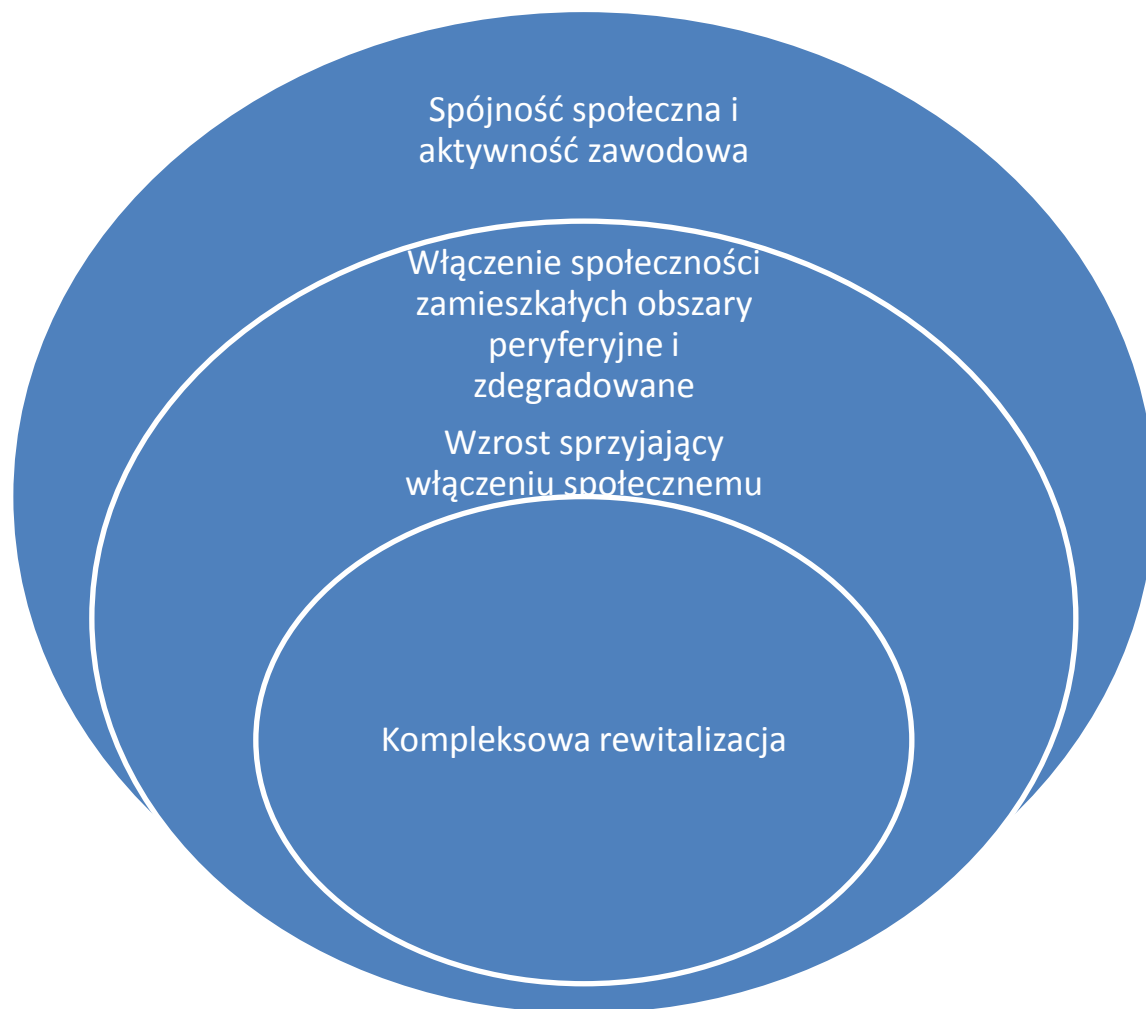 Spójność społeczna i
aktywność zawodowa
Włączenie społeczności
zamieszkałych obszary
peryferyjne i
zdegradowane
Wzrost sprzyjający
włączeniu społecznemu
Kompleksowa rewitalizacja